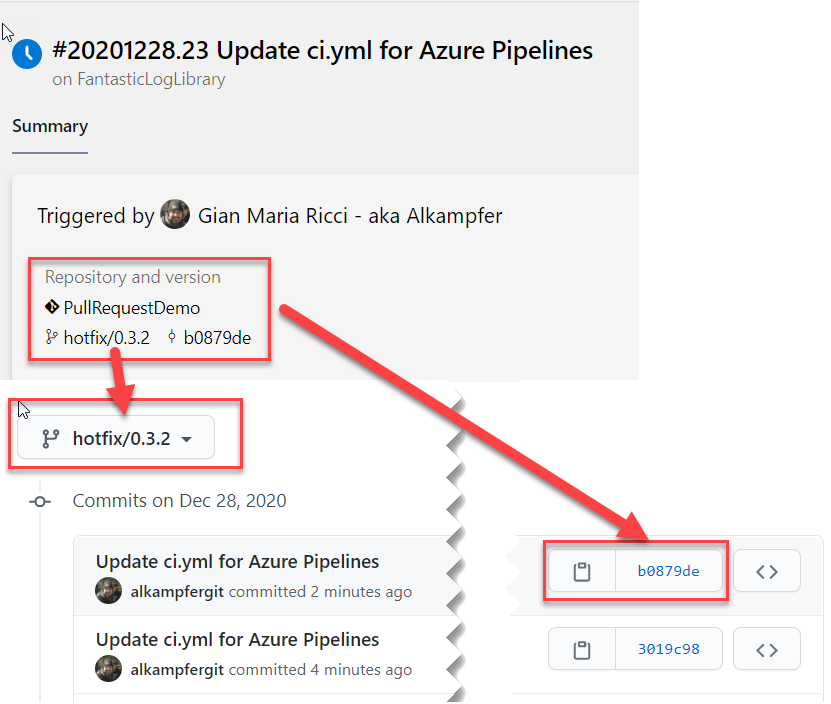 #20201228.23 Update ci.yml for Azure Pipelines
on FantasticLogLibrary
Summary
Triggered by Gian Maria Ricci - aka Alkampfer
Repository and version
PullRequestDemo
hotfix/0.3.2 b0879de
hotfix/0.3.2
Commits on Dec 28, 2020
Update ci.yml for Azure Pipelines
alkampfergit committed 2 minutes ago
b0879de
Update ci.yml for Azure Pipelines
alkampfergit committed 4 minutes ago
3019c98